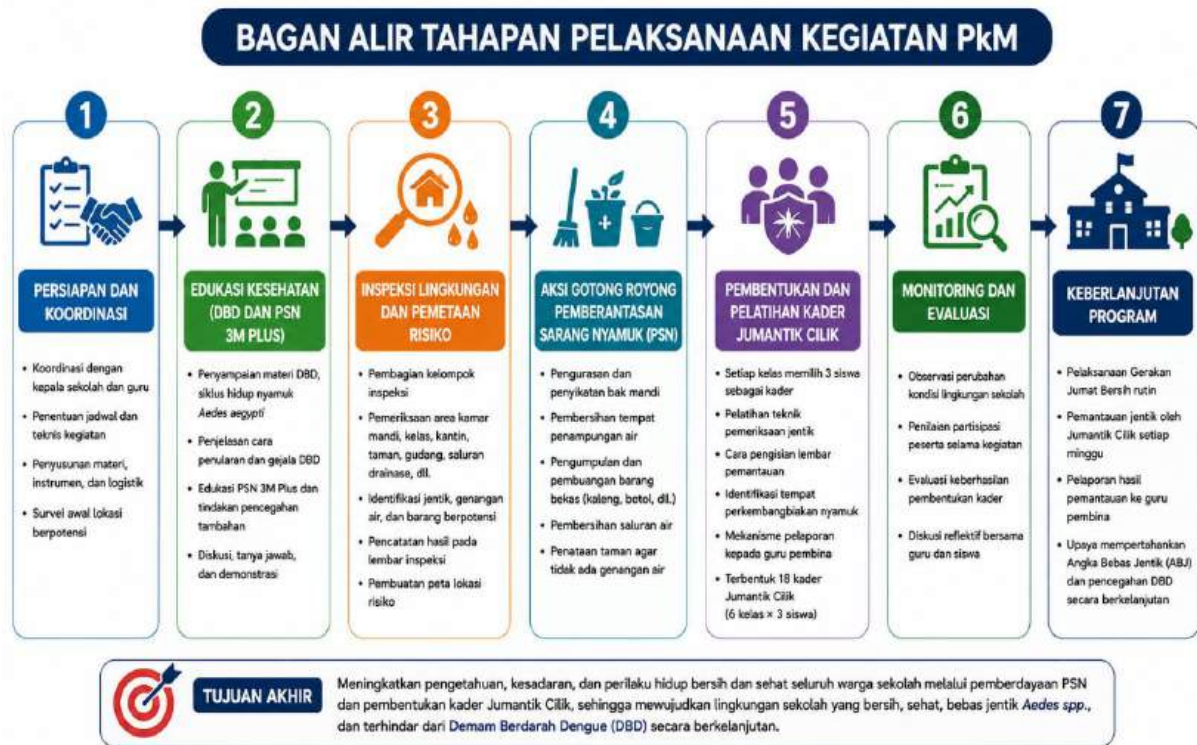 BAGAN ALIR TAHAPAN PELAKSANAAN KEGIATAN PkM
1
PERSIAPAN DAN
KOORDINASI
• Koordinasi dengan
kepala sekolah dan guru
• Penentuan jadwal dan
teknis kegiatan
• Penyusunan materi,
instrumen, dan logistik
• Survei awal lokasi
berpotensi
2
EDUKASI KESEHATAN
(DBD DAN PSN
3M PLUS)
• Penyampaian materi DBD,
siklus hidup nyamuk
Aedes aegypti
• Penjelasan cara
penularan dan gejala DBD
• Edukasi PSN 3M Plus dan
tindakan pencegahan
tambahan
• Diskusi, tanya jawab,
dan demonstrasi
3
INSPEKSI LINGKUNGAN
DAN PEMETAAN
RISIKO
• Pembagian kelompok
inspeksi
• Pemeriksaan area kamar
mandi, kelas, kantin,
taman, gudang, saluran
drainase, dll.
• Identifikasi jentik, genangan
air, dan barang berpotensi
• Pencatatan hasil pada
lembar inspeksi
• Pembuatan peta lokasi
risiko
4
AKSI GOTONG ROYONG
PEMBERANTASAN
SARANG NYAMUK (PSN)
• Pengurasan dan
penyikatan bak mandi
• Pembersihan tempat
penampungan air
• Pengumpulan dan
pembuangan barang
bekas (kaleng, botol, dll.)
• Pembersihan saluran air
• Penataan taman agar
tidak ada genangan air
5
PEMBENTUKAN DAN
PELATIHAN KADER
JUMANTIK CILIK
• Setiap kelas memilih 3 siswa
sebagai kader
• Pelatihan teknik
pemeriksaan jentik
• Cara pengisian lembar
pemantauan
• Identifikasi tempat
perkembangbiakan nyamuk
• Mekanisme pelaporan
kepada guru pembina
• Terbentuk 18 kader
Jumantik Cilik
(6 kelas × 3 siswa)
6
MONITORING DAN
EVALUASI
• Observasi perubahan
kondisi lingkungan sekolah
• Penilaian partisipasi
peserta selama kegiatan
• Evaluasi keberhasilan
pembentukan kader
• Diskusi reflektif bersama
guru dan siswa
7
KEBERLANJUTAN
PROGRAM
• Pelaksanaan Gerakan
Jumat Bersih rutin
• Pemantauan jentik oleh
Jumantik Cilik setiap
minggu
• Pelaporan hasil
pemantauan ke guru
pembina
• Upaya mempertahankan
Angka Bebas Jentik (ABJ)
dan pencegahan DBD
secara berkelanjutan
TUJUAN AKHIR
Meningkatkan pengetahuan, kesadaran, dan perilaku hidup bersih dan sehat seluruh warga sekolah melalui pemberdayaan PSN
dan pembentukan kader Jumantik Cilik, sehingga mewujudkan lingkungan sekolah yang bersih, sehat, bebas jentik Aedes spp.,
dan terhindar dari Demam Berdarah Dengue (DBD) secara berkelanjutan.